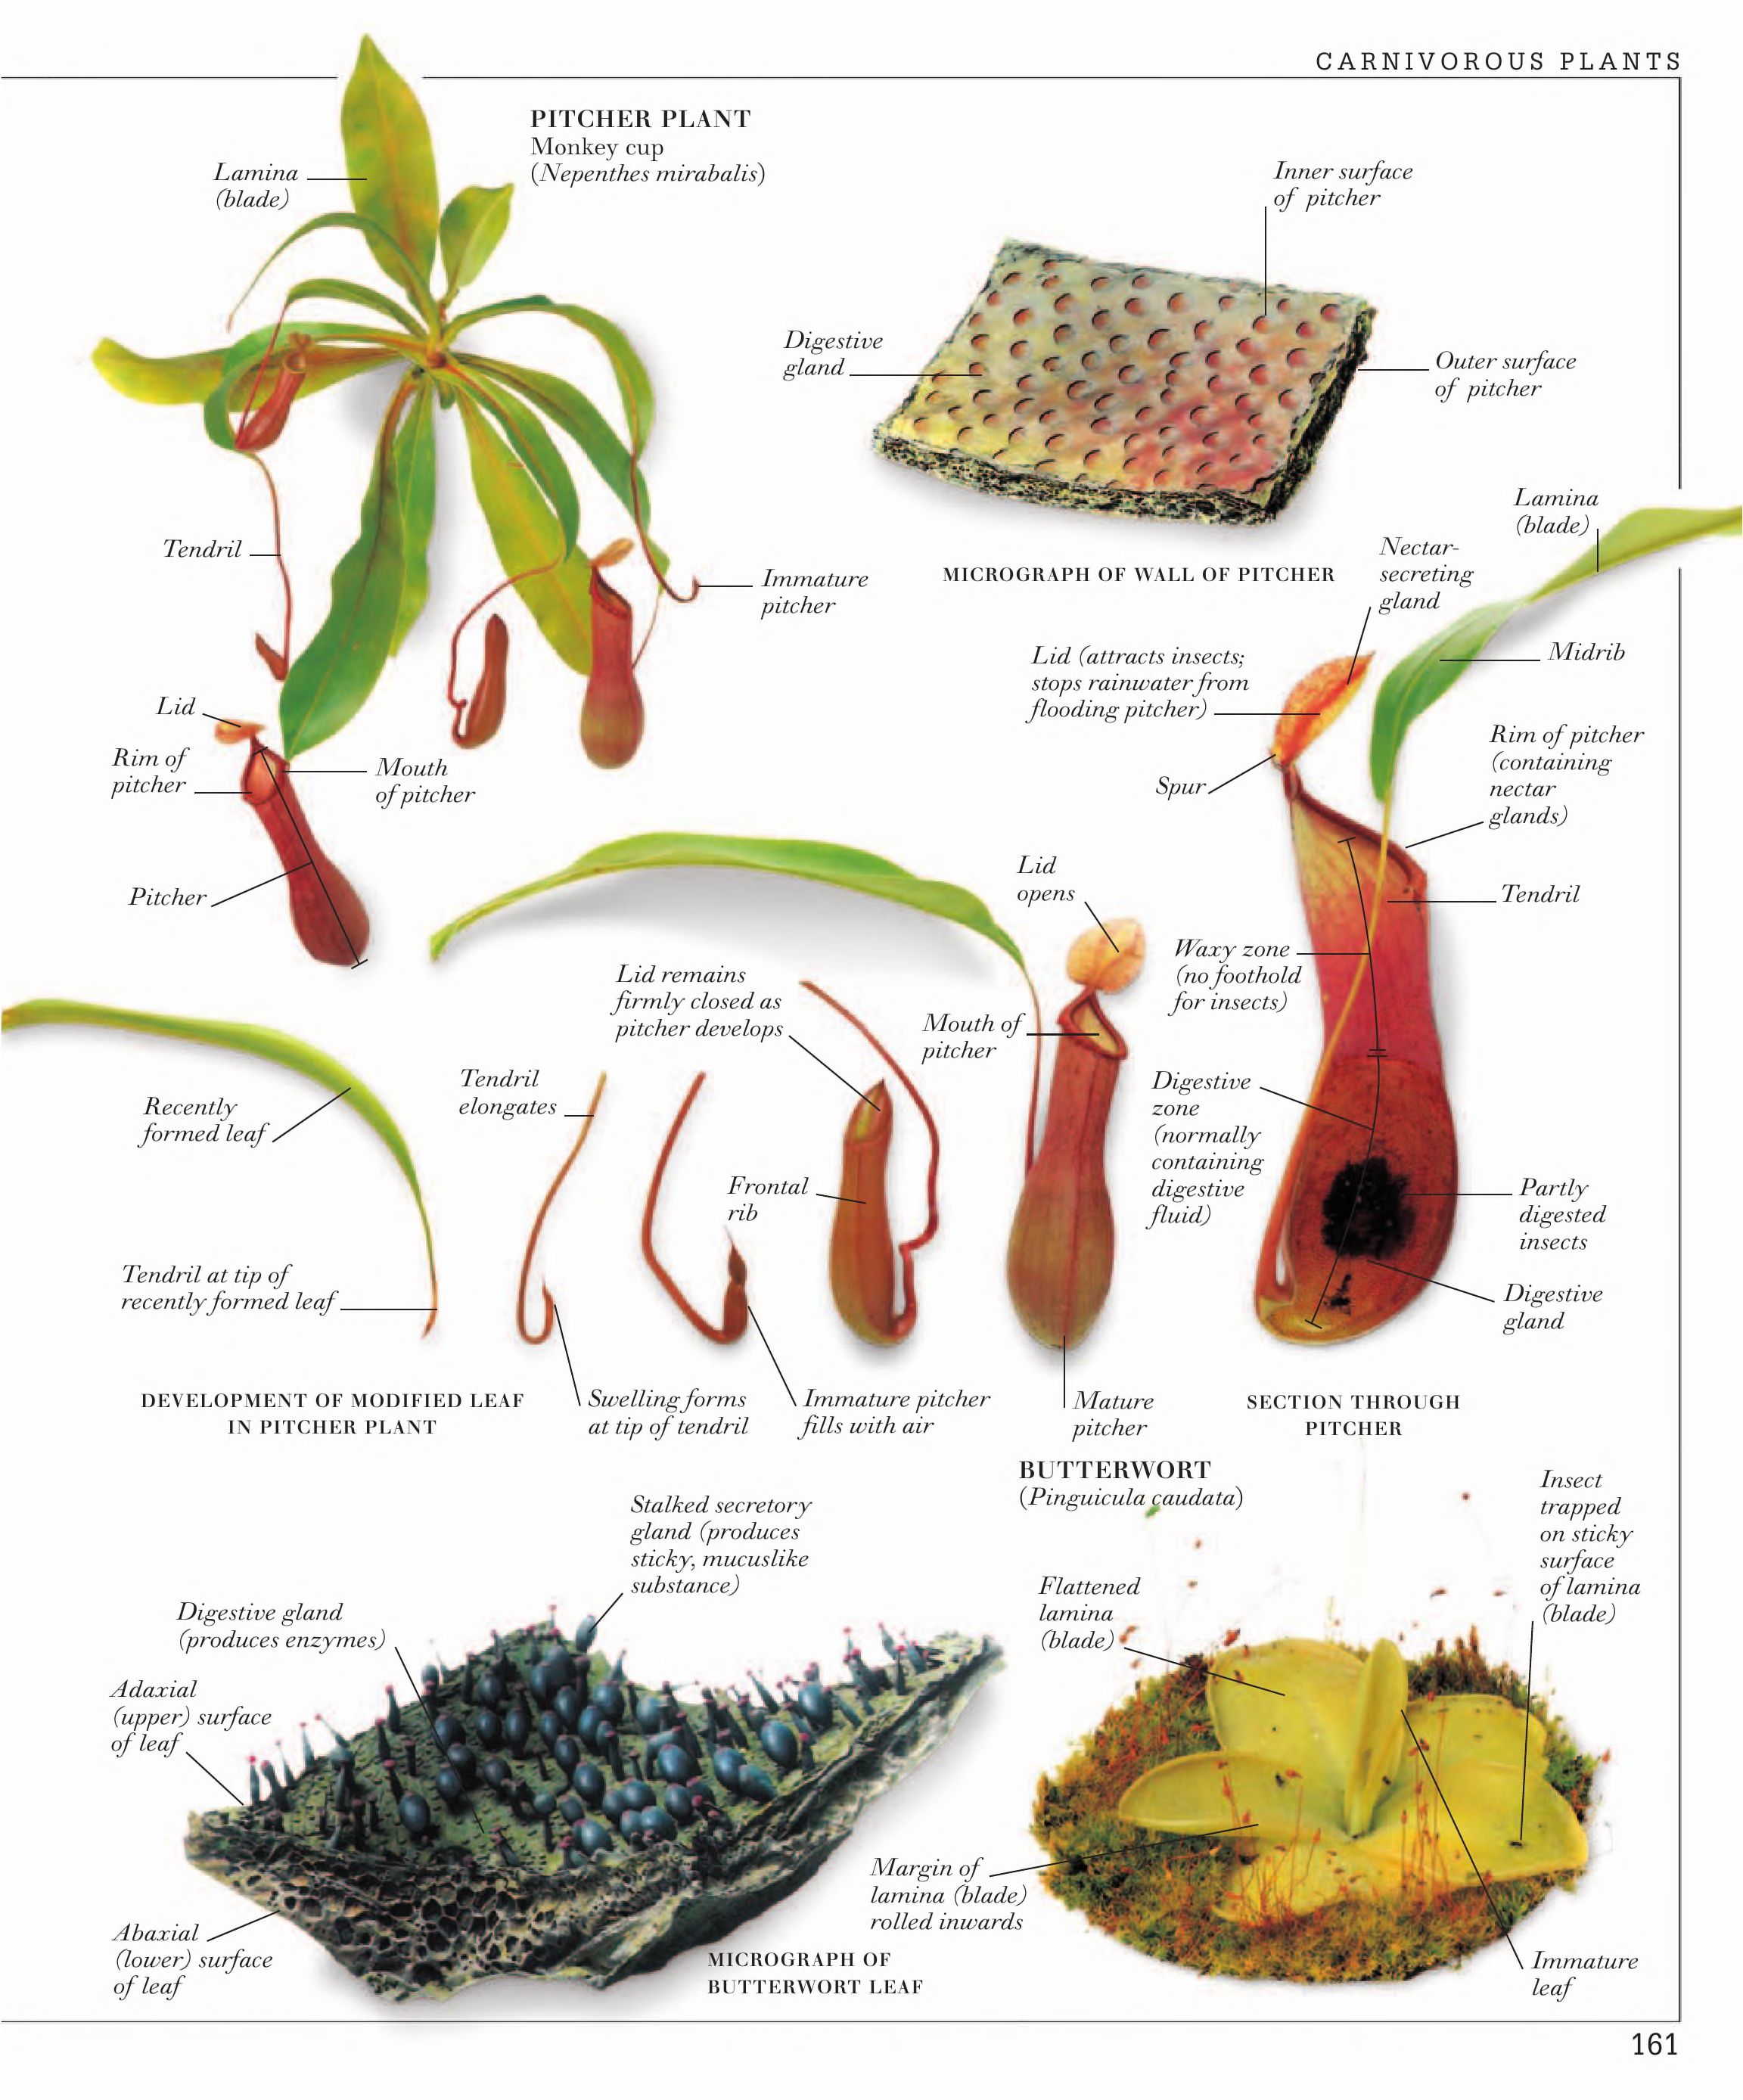 CARNIVOROUS PLANTS
PITCHER PLANT
Monkey cup
(Nepenthes mirabalis)
Lamina
(blade)
Tendril
Immature
pitcher
Lid
Rim of
pitcher
Mouth
of pitcher
Pitcher
Inner surface
of pitcher
Digestive
gland
Outer surface
of pitcher
MICROGRAPH OF WALL OF PITCHER
Lamina
(blade)
Nectar-
secreting
gland
Midrib
Lid (attracts insects;
stops rainwater from
flooding pitcher)
Spur
Rim of pitcher
(containing
nectar
glands)
Tendril
Waxy zone
(no foothold
for insects)
Digestive
zone
(normally
containing
digestive
fluid)
Partly
digested
insects
Digestive
gland
SECTION THROUGH
PITCHER
Recently
formed leaf
Tendril at tip of
recently formed leaf
Tendril
elongates
Swelling forms
at tip of tendril
Immature pitcher
fills with air
Lid remains
firmly closed as
pitcher develops
Frontal
rib
Lid
opens
Mouth of
pitcher
Mature
pitcher
DEVELOPMENT OF MODIFIED LEAF
IN PITCHER PLANT
Stalked secretory
gland (produces
sticky, mucuslike
substance)
Digestive gland
(produces enzymes)
Adaxial
(upper) surface
of leaf
Abaxial
(lower) surface
of leaf
MICROGRAPH OF
BUTTERWORT LEAF
BUTTERWORT
(Pinguicula caudata)
Flattened
lamina
(blade)
Insect
trapped
on sticky
surface
of lamina
(blade)
Margin of
lamina (blade)
rolled inwards
Immature
leaf
161